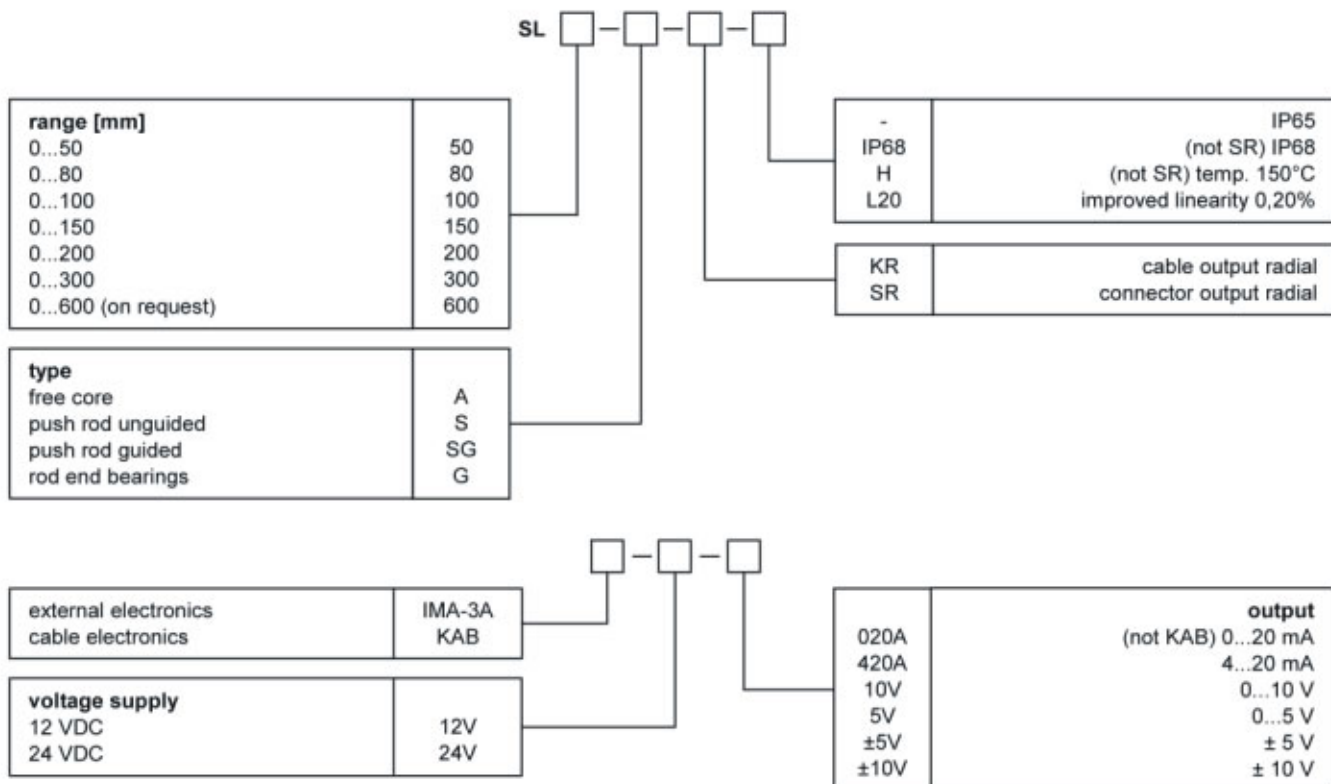 SL
range [mm]
0...50 50
0...80 80
0...100 100
0...150 150
0...200 200
0...300 300
0...600 (on request) 600
- IP65
IP68 (not SR) IP68
H (not SR) temp. 150°C
L20 improved linearity 0,20%
KR cable output radial
SR connector output radial
type
free core A
push rod unguided S
push rod guided SG
rod end bearings G
external electronics IMA-3A
cable electronics KAB
voltage supply
12 VDC 12V
24 VDC 24V
output
020A (not KAB) 0...20 mA
420A 4...20 mA
10V 0...10 V
5V 0...5 V
±5V ± 5 V
±10V ± 10 V